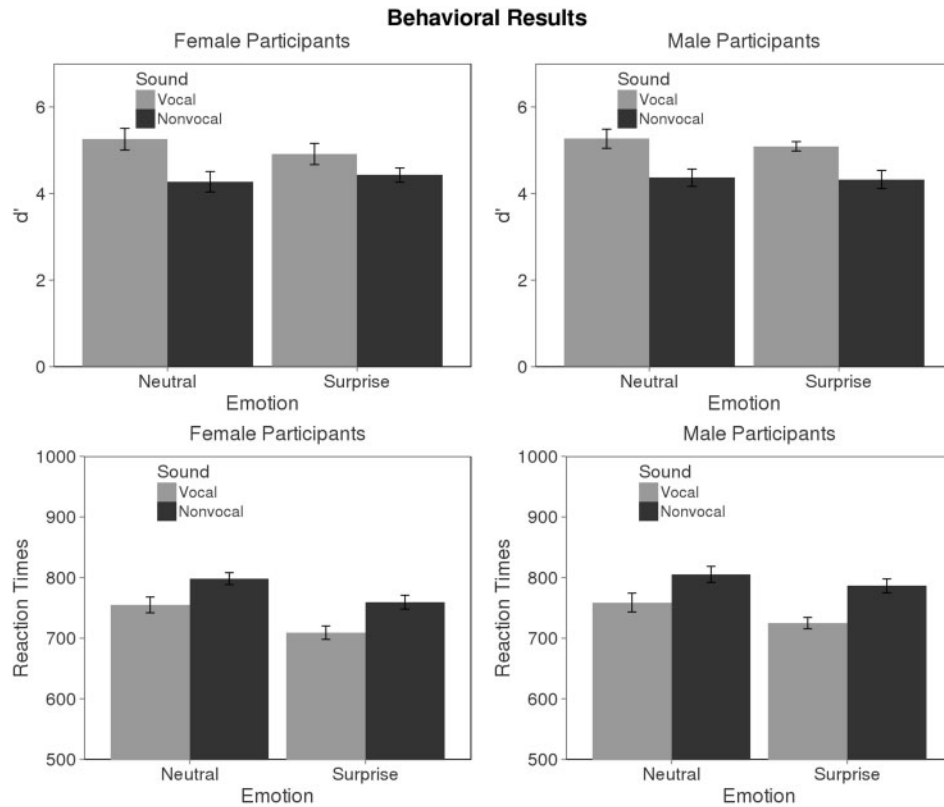 Behavioral Results
Female Participants
Sound
Vocal
Nonvocal
6
4
2
0
d'
Neutral
Surprise
Emotion
Male Participants
Sound
Vocal
Nonvocal
6
4
2
0
d'
Neutral
Surprise
Emotion
Female Participants
Sound
Vocal
Nonvocal
1000
900
800
700
600
500
Reaction Times
Neutral
Surprise
Emotion
Male Participants
Sound
Vocal
Nonvocal
1000
900
800
700
600
500
Reaction Times
Neutral
Surprise
Emotion